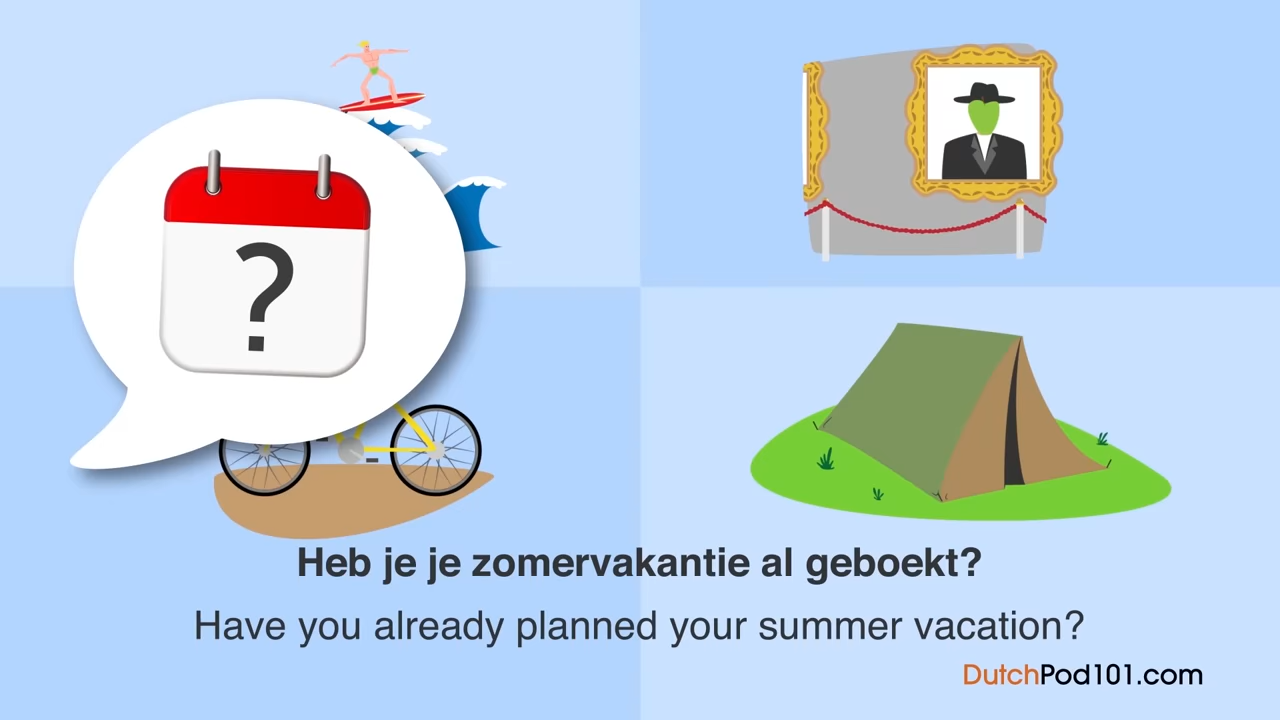 ?
Heb je je zomervakantie al geboekt?
Have you already planned your summer vacation?
DutchPod101.com